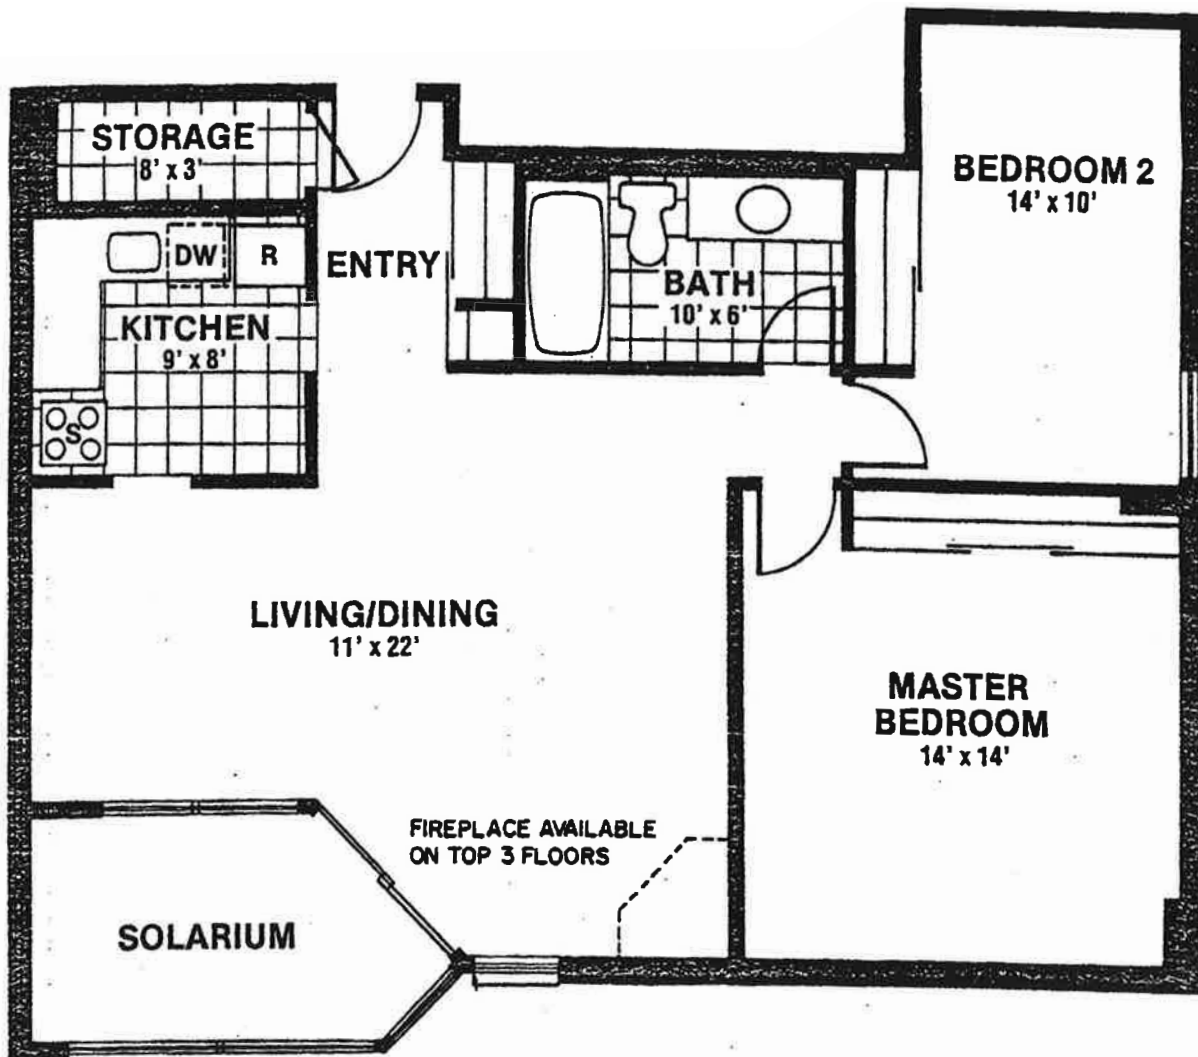 STORAGE
8' x 3'
BEDROOM 2
14' x 10'
DW
R
ENTRY
BATH
10' x 6'
KITCHEN
9' x 8'
S
LIVING/DINING
11' x 22'
MASTER
BEDROOM
14' x 14'
FIREPLACE AVAILABLE
ON TOP 3 FLOORS
SOLARIUM